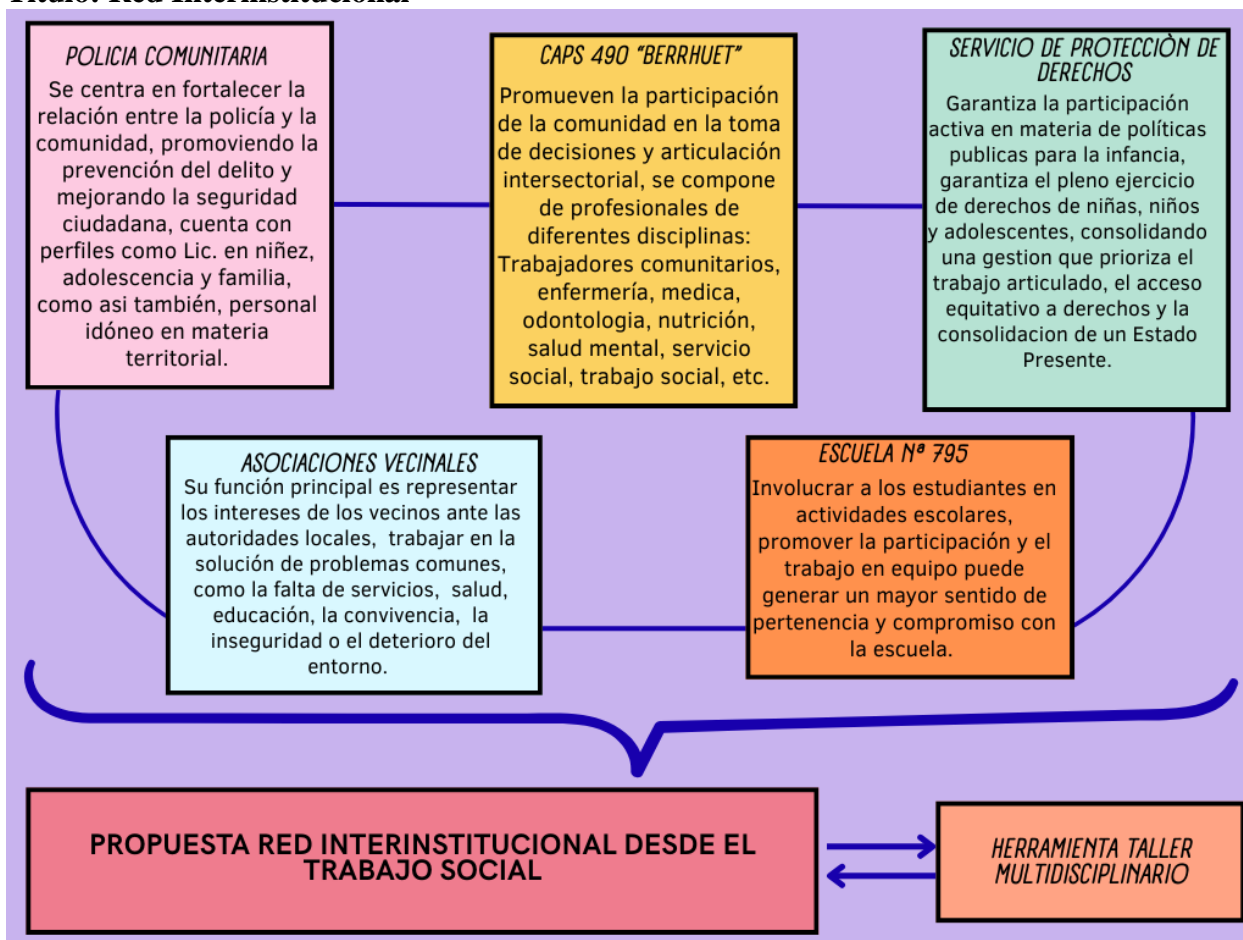 Título: Red Interinstitucional
POLICIA COMUNITARIA
Se centra en fortalecer la
relación entre la policía y la
comunidad, promoviendo la
prevención del delito y
mejorando la seguridad
ciudadana, cuenta con
perfiles como Lic. en niñez,
adolescencia y familia,
como asi también, personal
idóneo en materia
territorial.
CAPS 490 "BERRHUET"
Promueven la participación
de la comunidad en la toma
de decisiones y articulación
intersectorial, se compone
de profesionales de
diferentes disciplinas:
Trabajadores comunitarios,
enfermería, medica,
odontologia, nutrición,
salud mental, servicio
social, trabajo social, etc.
SERVICIO DE PROTECCIÒN DE
DERECHOS
Garantiza la participación
activa en materia de políticas
publicas para la infancia,
garantiza el pleno ejercicio
de derechos de niñas, niños
y adolescentes, consolidando
una gestion que prioriza el
trabajo articulado, el acceso
equitativo a derechos y la
consolidacion de un Estado
Presente.
ASOCIACIONES VECINALES
Su función principal es representar
los intereses de los vecinos ante las
autoridades locales, trabajar en la
solución de problemas comunes,
como la falta de servicios, salud,
educación, la convivencia, la
inseguridad o el deterioro del
entorno.
ESCUELA Nª 795
Involucrar a los estudiantes en
actividades escolares,
promover la participación y el
trabajo en equipo puede
generar un mayor sentido de
pertenencia y compromiso con
la escuela.
PROPUESTA RED INTERINSTITUCIONAL DESDE EL
TRABAJO SOCIAL
HERRAMIENTA TALLER
MULTIDISCIPLINARIO